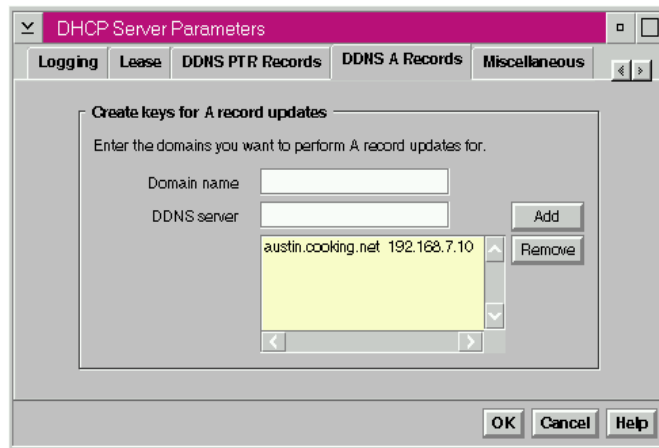 DHCP Server Parameters
Logging Lease DDNS PTR Records DDNS A Records Miscellaneous
Create keys for A record updates
Enter the domains you want to perform A record updates for.
Domain name
DDNS server
Add
austin.cooking.net 192.168.7.10
Remove
OK Cancel Help